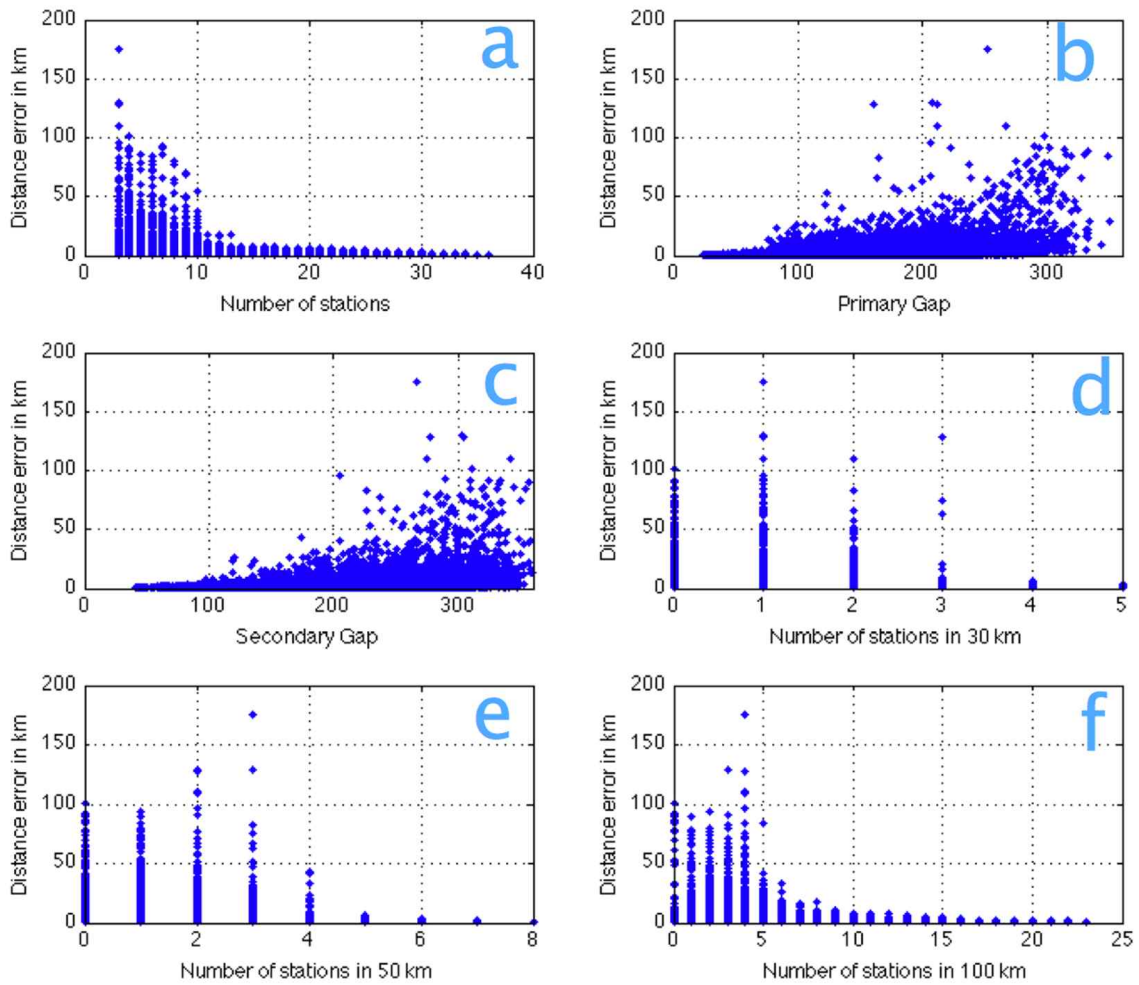 200
150
100
50
0
Distance error in km
a
0 10 20 30 40
Number of stations
200
150
100
50
0
Distance error in km
b
0 100 200 300
Primary Gap
200
150
100
50
0
Distance error in km
c
0 100 200 300
Secondary Gap
200
150
100
50
0
Distance error in km
d
0 1 2 3 4 5
Number of stations in 30 km
200
150
100
50
0
Distance error in km
e
0 2 4 6 8
Number of stations in 50 km
200
150
100
50
0
Distance error in km
f
0 5 10 15 20 25
Number of stations in 100 km